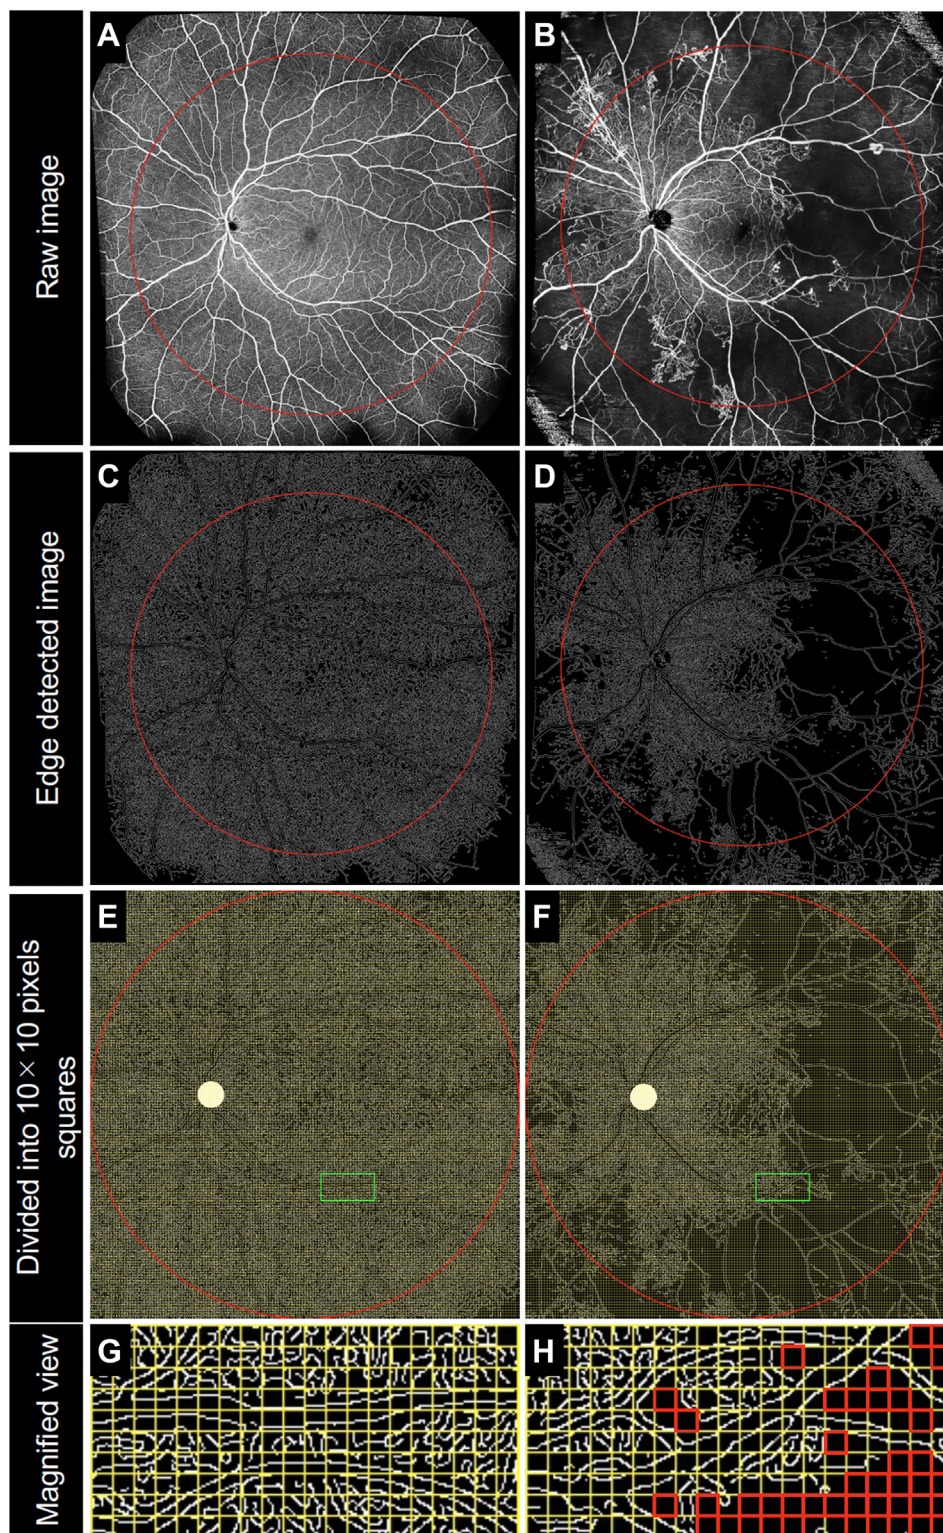 Raw image
A
B
Edge detected image
C
D
Divided into 10×10 pixels
squares
E
F
Magnified view
G
H